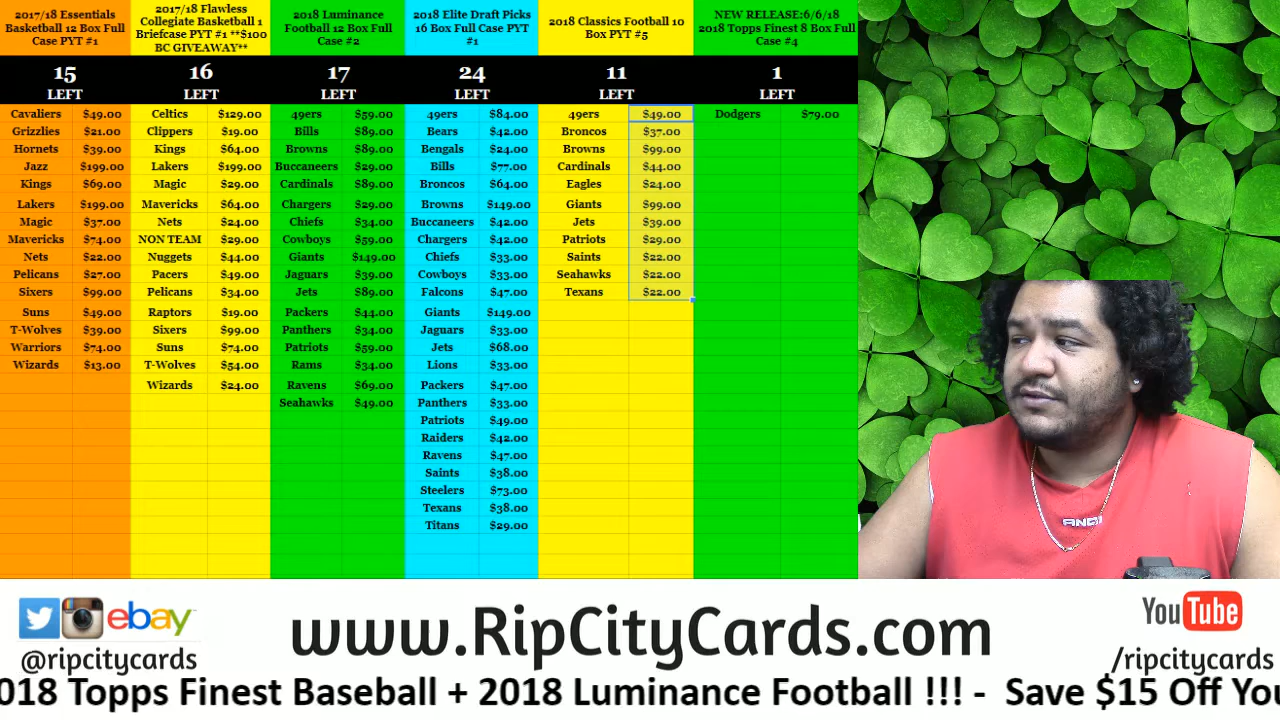 2017/18 Essentials
Basketball 12 Box Full
Case PYT #1
15
LEFT
Cavaliers $49.00
Grizzlies $21.00
Hornets $39.00
Jazz $199.00
Kings $69.00
Lakers $199.00
Magic $37.00
Mavericks $74.00
Nets $22.00
Pelicans $27.00
Sixers $99.00
Suns $49.00
T-Wolves $39.00
Warriors $74.00
Wizards $13.00
2017/18 Flawless
Collegiate Basketball 1
Briefcase PYT #1 **$100
BC GIVEAWAY**
16
LEFT
Celtics $129.00
Clippers $19.00
Kings $64.00
Lakers $199.00
Magic $29.00
Mavericks $64.00
Nets $24.00
NON TEAM $29.00
Nuggets $44.00
Pacers $49.00
Pelicans $34.00
Raptors $19.00
Sixers $99.00
Suns $74.00
T-Wolves $54.00
Wizards $24.00
2018 Luminance
Football 12 Box Full
Case #2
17
LEFT
49ers $59.00
Bills $89.00
Browns $89.00
Buccaneers $29.00
Cardinals $89.00
Chargers $29.00
Chiefs $34.00
Cowboys $59.00
Giants $149.00
Jaguars $39.00
Jets $89.00
Packers $44.00
Panthers $34.00
Patriots $59.00
Rams $34.00
Ravens $69.00
Seahawks $49.00
2018 Elite Draft Picks
16 Box Full Case PYT
#1
24
LEFT
49ers $84.00
Bears $42.00
Bengals $24.00
Bills $77.00
Broncos $64.00
Browns $149.00
Buccaneers $42.00
Chargers $42.00
Chiefs $33.00
Cowboys $33.00
Falcons $47.00
Giants $149.00
Jaguars $33.00
Jets $68.00
Lions $33.00
Packers $47.00
Panthers $33.00
Patriots $49.00
Raiders $42.00
Ravens $47.00
Saints $38.00
Steelers $73.00
Texans $38.00
Titans $29.00
2018 Classics Football 10
Box PYT #5
11
LEFT
49ers $49.00
Broncos $37.00
Browns $99.00
Cardinals $44.00
Eagles $24.00
Giants $99.00
Jets $39.00
Patriots $29.00
Saints $22.00
Seahawks $22.00
Texans $22.00
NEW RELEASE:6/6/18
2018 Topps Finest 8 Box Full
Case #4
1
LEFT
Dodgers $79.00
AND1
ebay
@ripcitycards
www.RipCityCards.com
YouTube
/ripcitycards
018 Topps Finest Baseball + 2018 Luminance Football !!! - Save $15 Off You